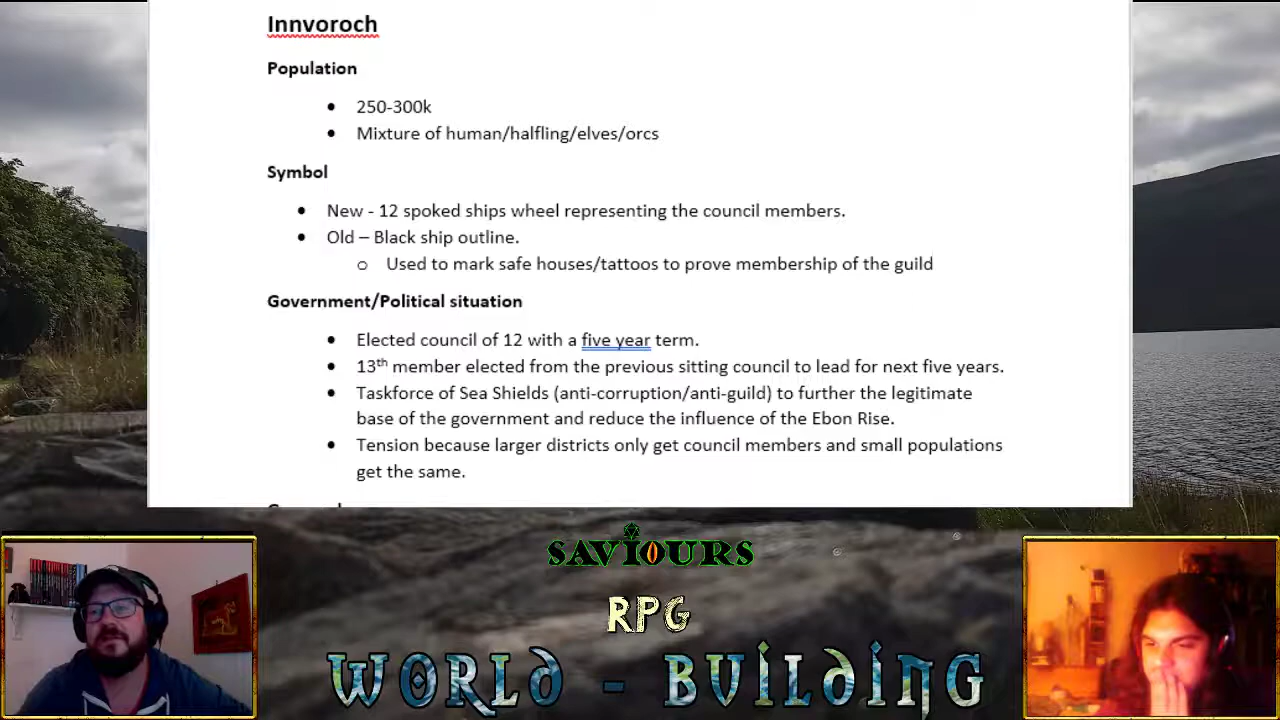 Innvoroch
Population
• 250-300k
• Mixture of human/halfling/elves/orcs
Symbol
• New - 12 spoked ships wheel representing the council members.
• Old – Black ship outline.
o Used to mark safe houses/tattoos to prove membership of the guild
Government/Political situation
• Elected council of 12 with a five year term.
• 13th member elected from the previous sitting council to lead for next five years.
• Taskforce of Sea Shields (anti-corruption/anti-guild) to further the legitimate
base of the government and reduce the influence of the Ebon Rise.
• Tension because larger districts only get council members and small populations
get the same.
SAVIOURS
RPG
WORLD - BUILDING